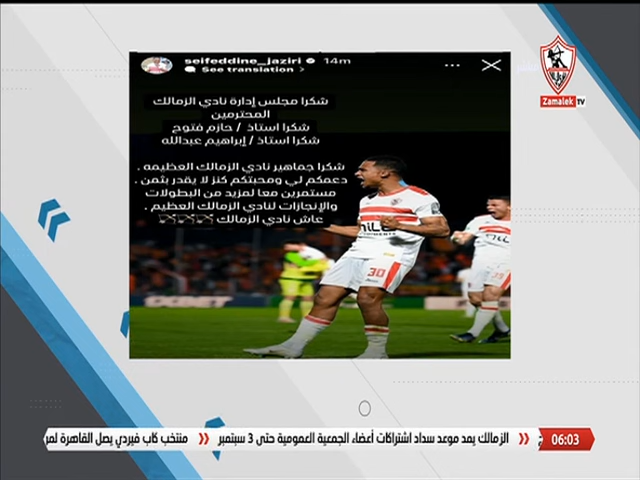 seifeddine_jaziri 14m
See translation >
شكرا مجلس إدارة نادي الزمالك
المحترمين
شكرا استاذ / حازم فتوح
شكرا استاذ / إبراهيم عبدالله
شكرا جماهير نادي الزمالك العظيمه .
دعمكم لي ومحبتكم كنز لا يقدر بثمن .
مستمرين معا لمزيد من البطولات
والإنجازات لنادي الزمالك العظيم .
عاش نادي الزمالك 🏹🏹🏹
30
Zamalek TV
06:03
الزمالك يمد موعد سداد اشتراكات أعضاء الجمعية العمومية حتى 3 سبتمبر
منتخب كاب فيردي يصل القاهرة